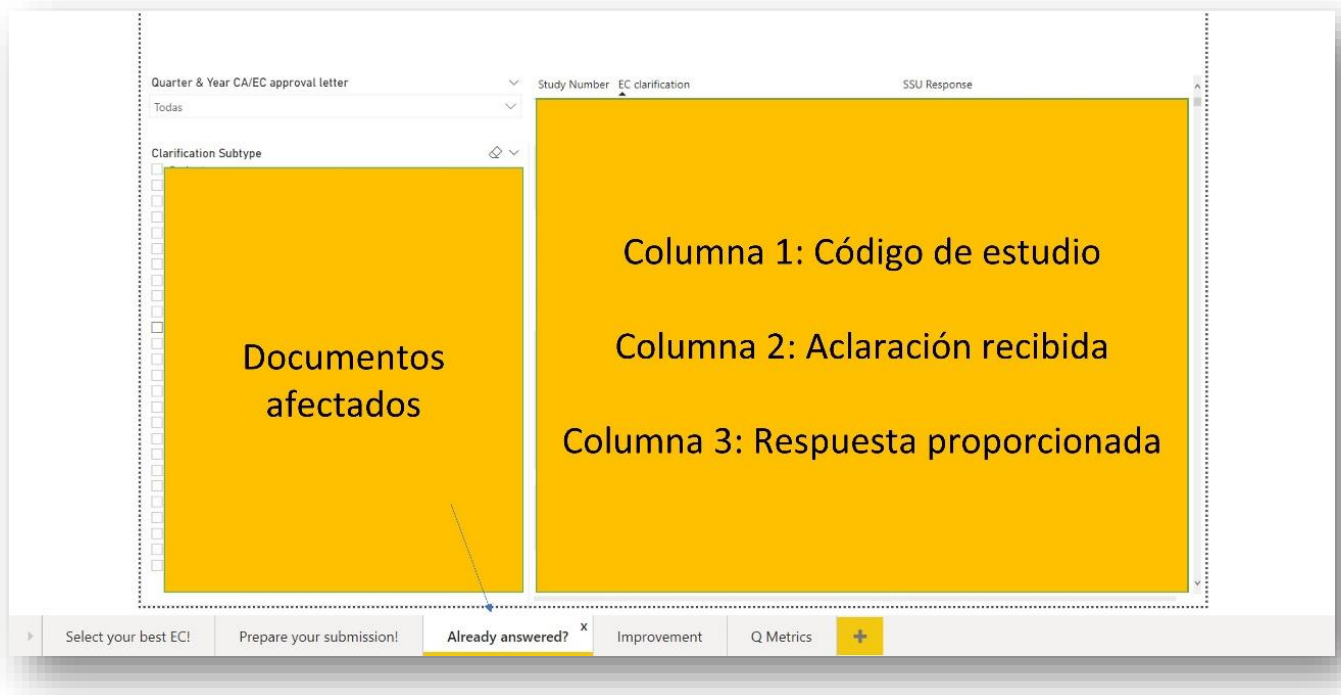 Quarter & Year CA/EC approval letter
Todas
Clarification Subtype
Study Number EC clarification SSU Response
Documentos
afectados
Columna 1: Código de estudio
Columna 2: Aclaración recibida
Columna 3: Respuesta proporcionada
Select your best EC! Prepare your submission! Already answered? x Improvement Q Metrics +